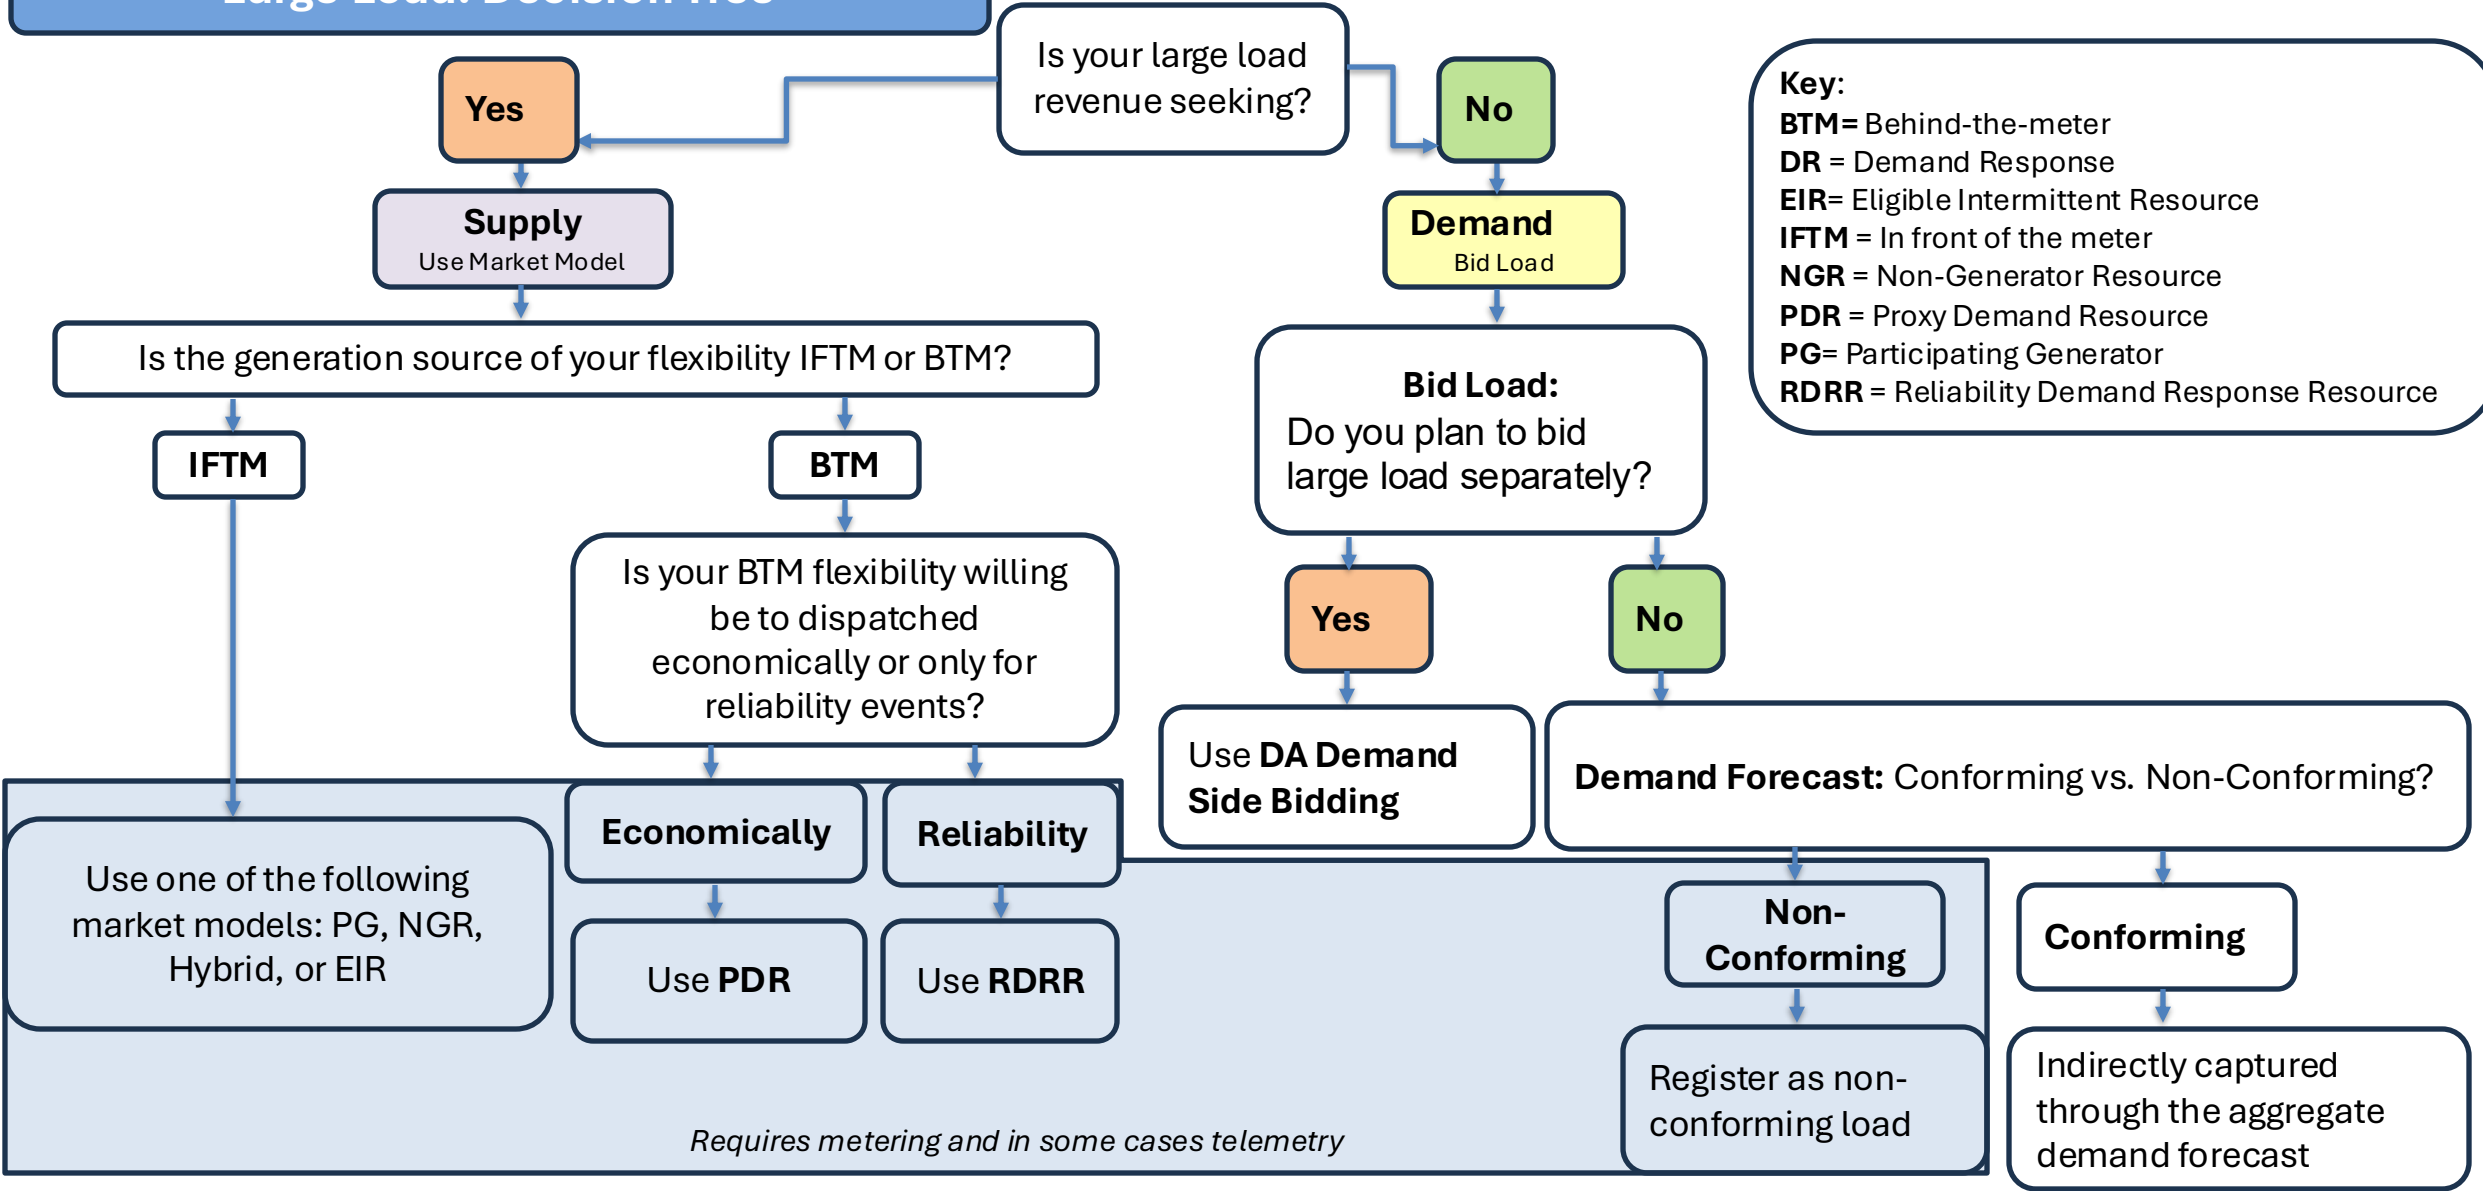 Large Load: Decision Tree
Is your large load
revenue seeking?
Yes
No
Key:
BTM= Behind-the-meter
DR = Demand Response
EIR= Eligible Intermittent Resource
IFTM = In front of the meter
NGR = Non-Generator Resource
PDR = Proxy Demand Resource
PG= Participating Generator
RDRR = Reliability Demand Response Resource
Supply
Use Market Model
Demand
Bid Load
Is the generation source of your flexibility IFTM or BTM?
IFTM
BTM
Bid Load:
Do you plan to bid
large load separately?
Is your BTM flexibility willing
be to dispatched
economically or only for
reliability events?
Yes
No
Use DA Demand
Side Bidding
Demand Forecast: Conforming vs. Non-Conforming?
Economically
Reliability
Use one of the following
market models: PG, NGR,
Hybrid, or EIR
Use PDR
Use RDRR
Non-
Conforming
Conforming
Register as non-
conforming load
Indirectly captured
through the aggregate
demand forecast
Requires metering and in some cases telemetry